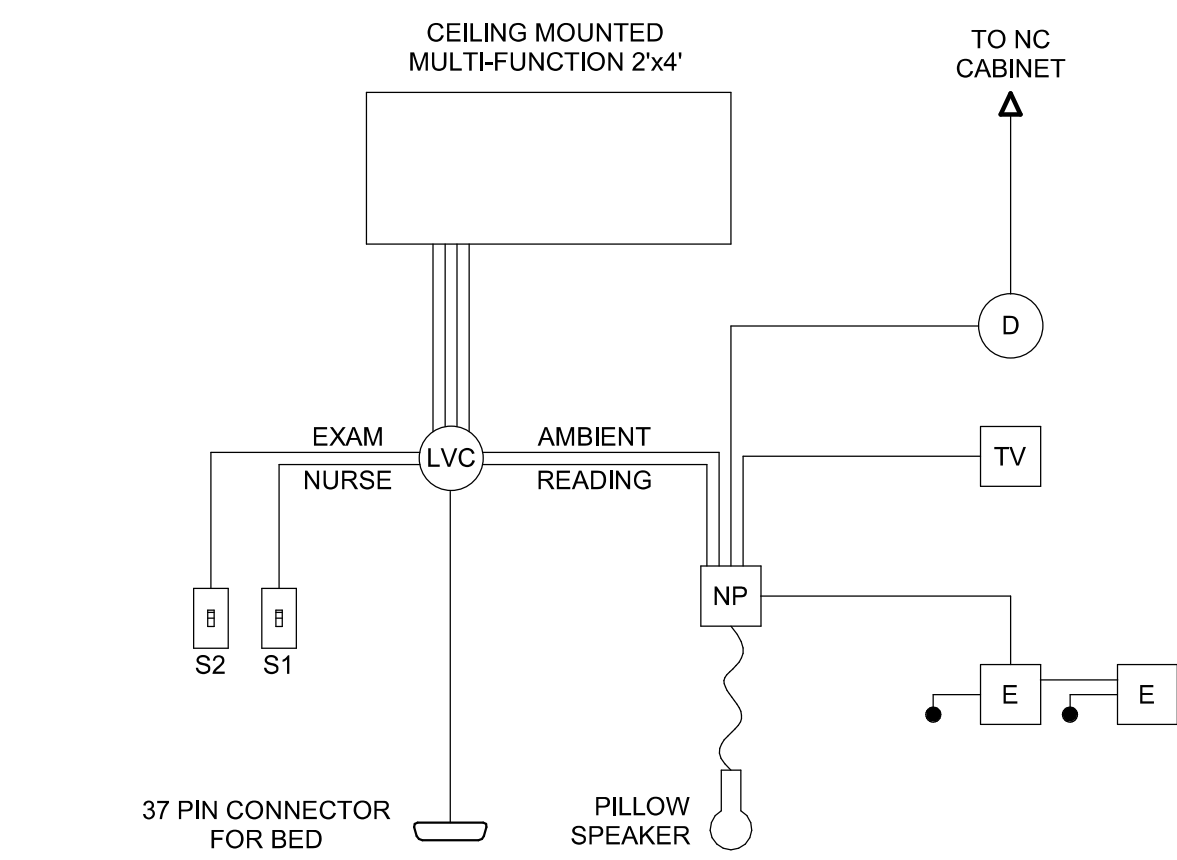 CEILING MOUNTED
MULTI-FUNCTION 2'x4'
TO NC
CABINET
D
EXAM
AMBIENT
LVC
TV
NURSE
READING
NP
S2
S1
E
E
37 PIN CONNECTOR
FOR BED
PILLOW
SPEAKER